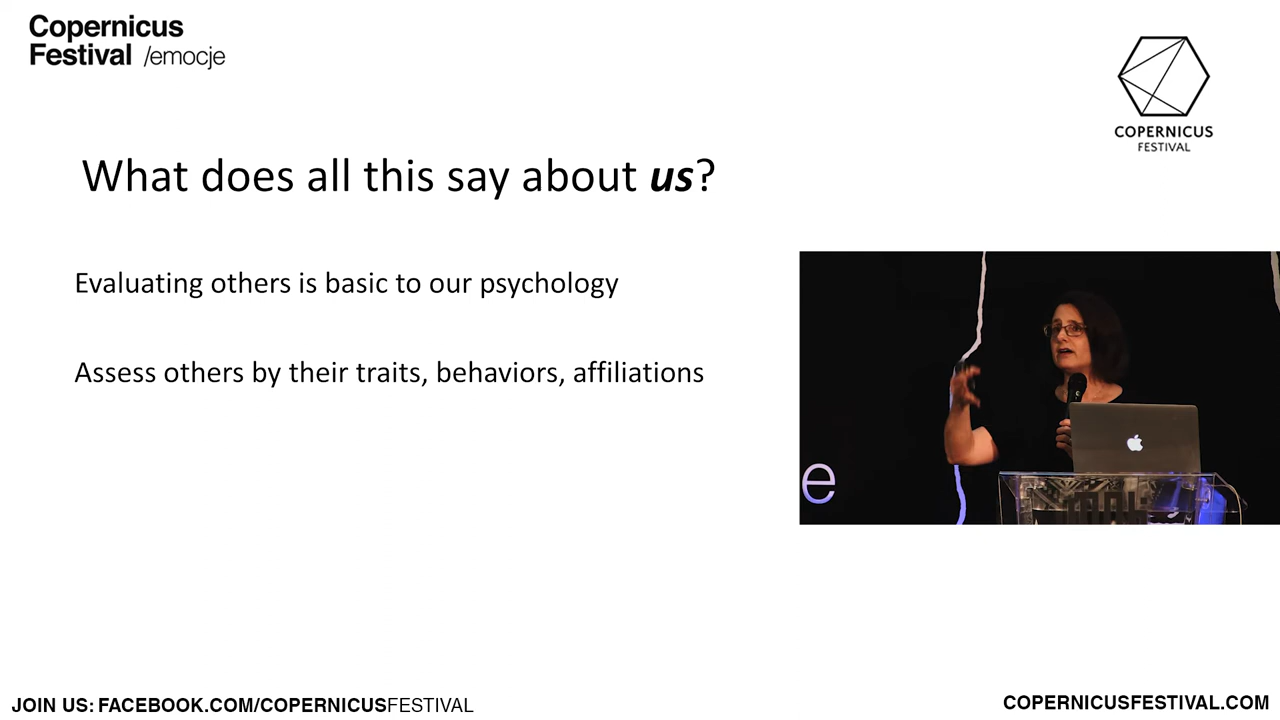 Copernicus
Festival /emocje
COPERNICUS
FESTIVAL
What does all this say about us?
Evaluating others is basic to our psychology
Assess others by their traits, behaviors, affiliations
e
JOIN US: FACEBOOK.COM/COPERNICUSFESTIVAL
COPERNICUSFESTIVAL.COM